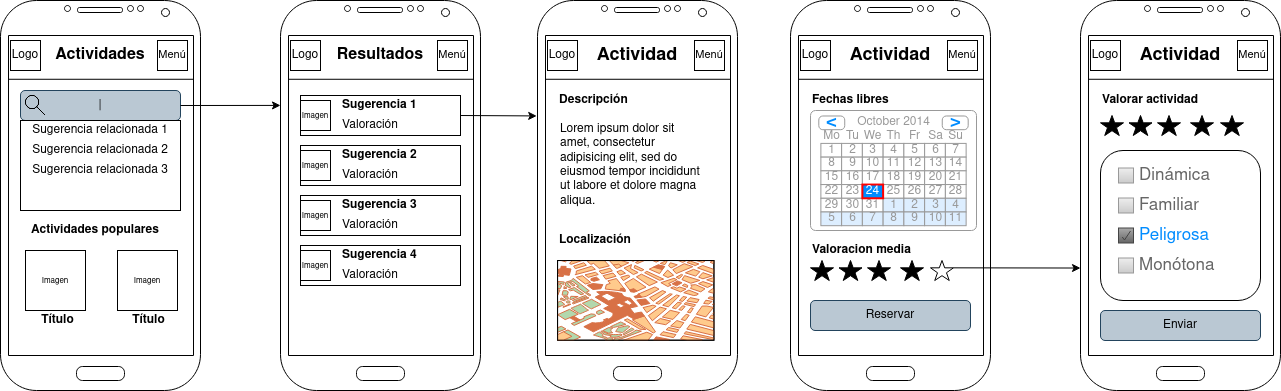 Logo
Actividades
Menú
Sugerencia relacionada 1
Sugerencia relacionada 2
Sugerencia relacionada 3
Actividades populares
Imagen
Imagen
Título
Título
Logo
Resultados
Menú
Imagen
Sugerencia 1
Valoración
Imagen
Sugerencia 2
Valoración
Imagen
Sugerencia 3
Valoración
Imagen
Sugerencia 4
Valoración
Logo
Actividad
Menú
Descripción
Lorem ipsum dolor sit
amet, consectetur
adipisicing elit, sed do
eiusmod tempor incididunt
ut labore et dolore magna
aliqua.
Localización
Logo
Actividad
Menú
Fechas libres
< October 2014 >
Mo Tu We Th Fr Sa Su
1 2 3 4 5 6 7
8 9 10 11 12 13 14
15 16 17 18 19 20 21
22 23 24 25 26 27 28
29 30 31 1 2 3 4
5 6 7 8 9 10 11
Valoracion media
Reservar
Logo
Actividad
Menú
Valorar actividad
Dinámica
Familiar
Peligrosa
Monótona
Enviar